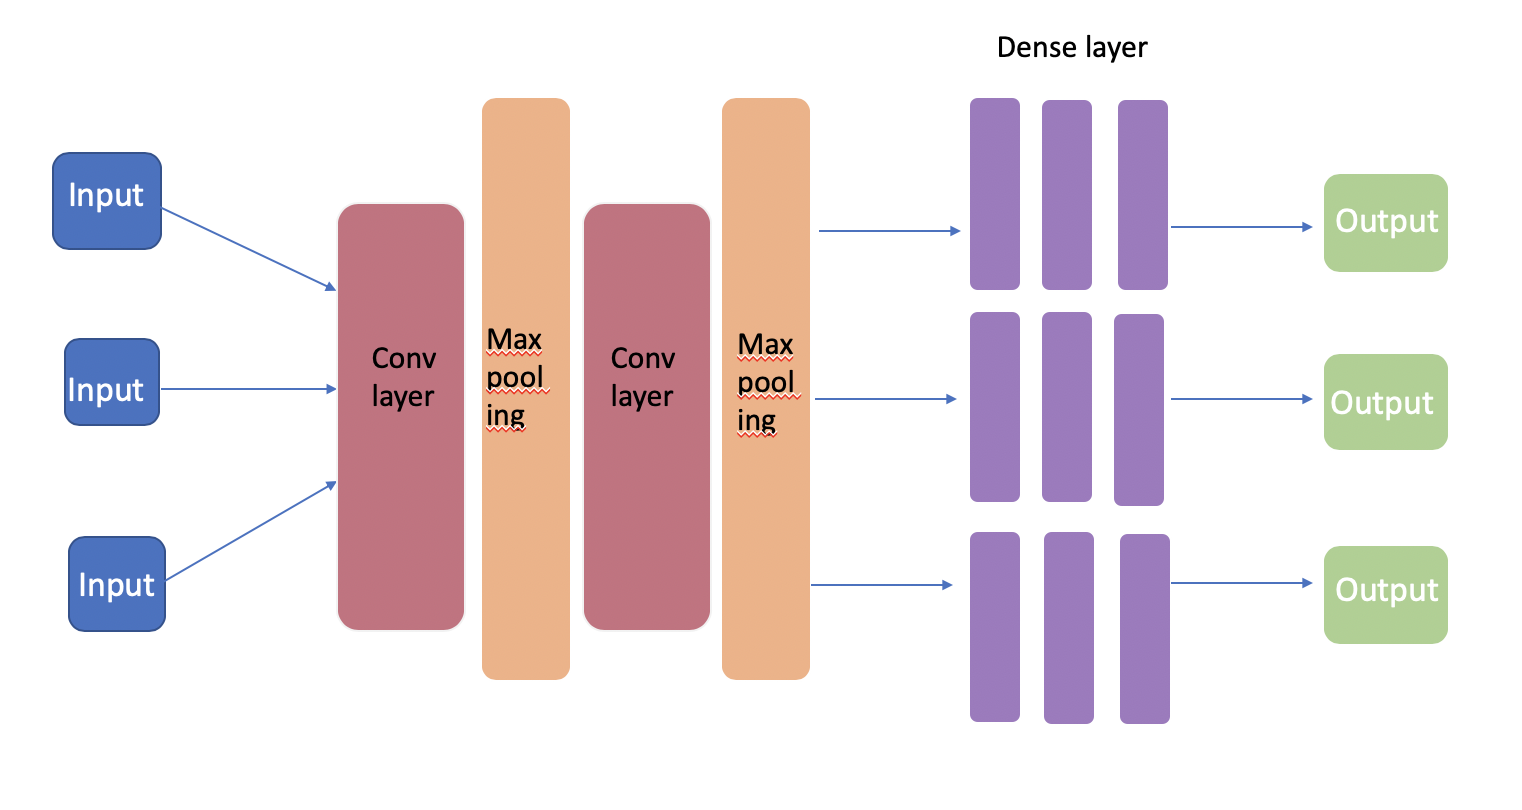 Dense layer
Input
Input
Input
Conv
layer
Max
pool
ing
Conv
layer
Max
pool
ing
Output
Output
Output